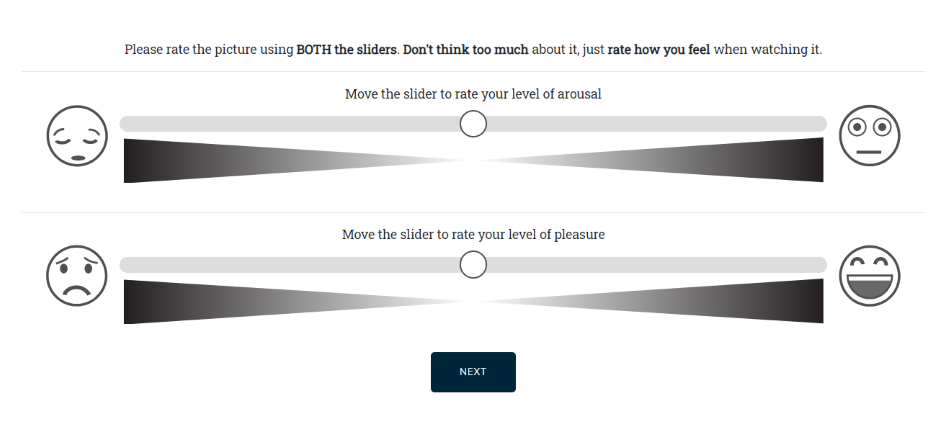 Please rate the picture using BOTH the sliders. Don't think too much about it, just rate how you feel when watching it.
Move the slider to rate your level of arousal
Move the slider to rate your level of pleasure
NEXT